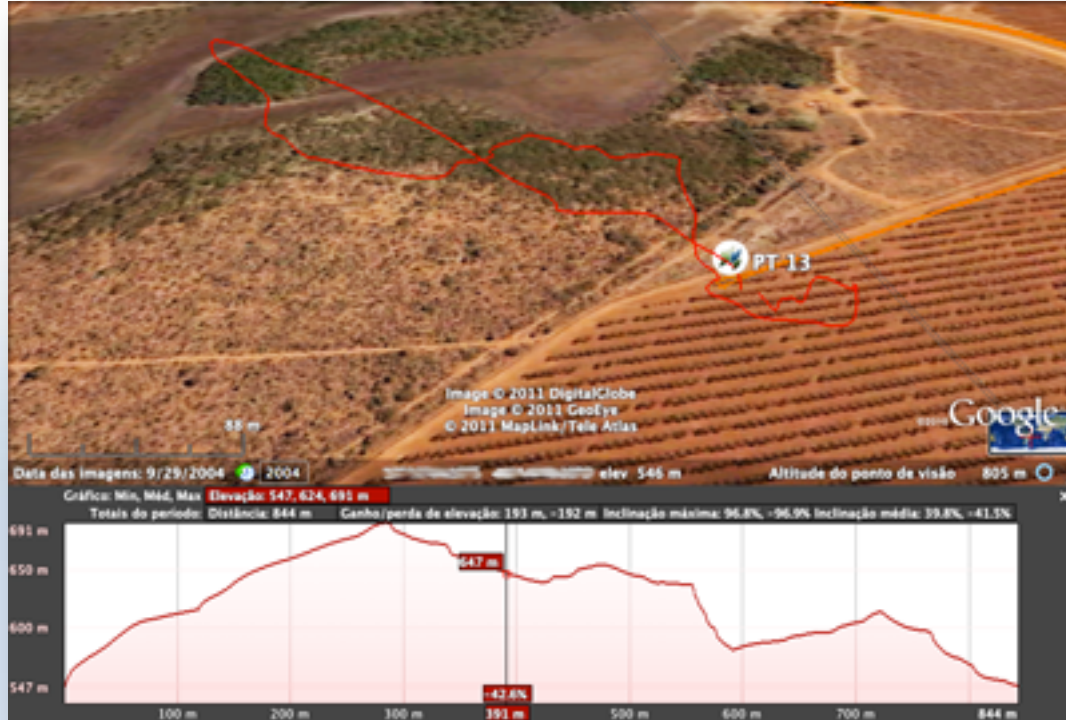 PT 13
Image © 2011 DigitalGlobe
Image © 2011 GeoEye
© 2011 MapLink/Tele Atlas
88 m
Google
Data das imagens: 9/29/2004 2004 elev 546 m Altitude do ponto de visão 805 m
Gráfico: Min, Méd, Max Elevação: 547, 624, 691 m
Totais do período: Distância: 844 m Ganho/perda de elevação: 193 m, -192 m Inclinação máxima: 96.8%, -96.9% Inclinação média: 39.8%, -41.5%
691 m
650 m
647 m
600 m
547 m
-42.6%
100 m 200 m 300 m 391 m 500 m 600 m 700 m 844 m